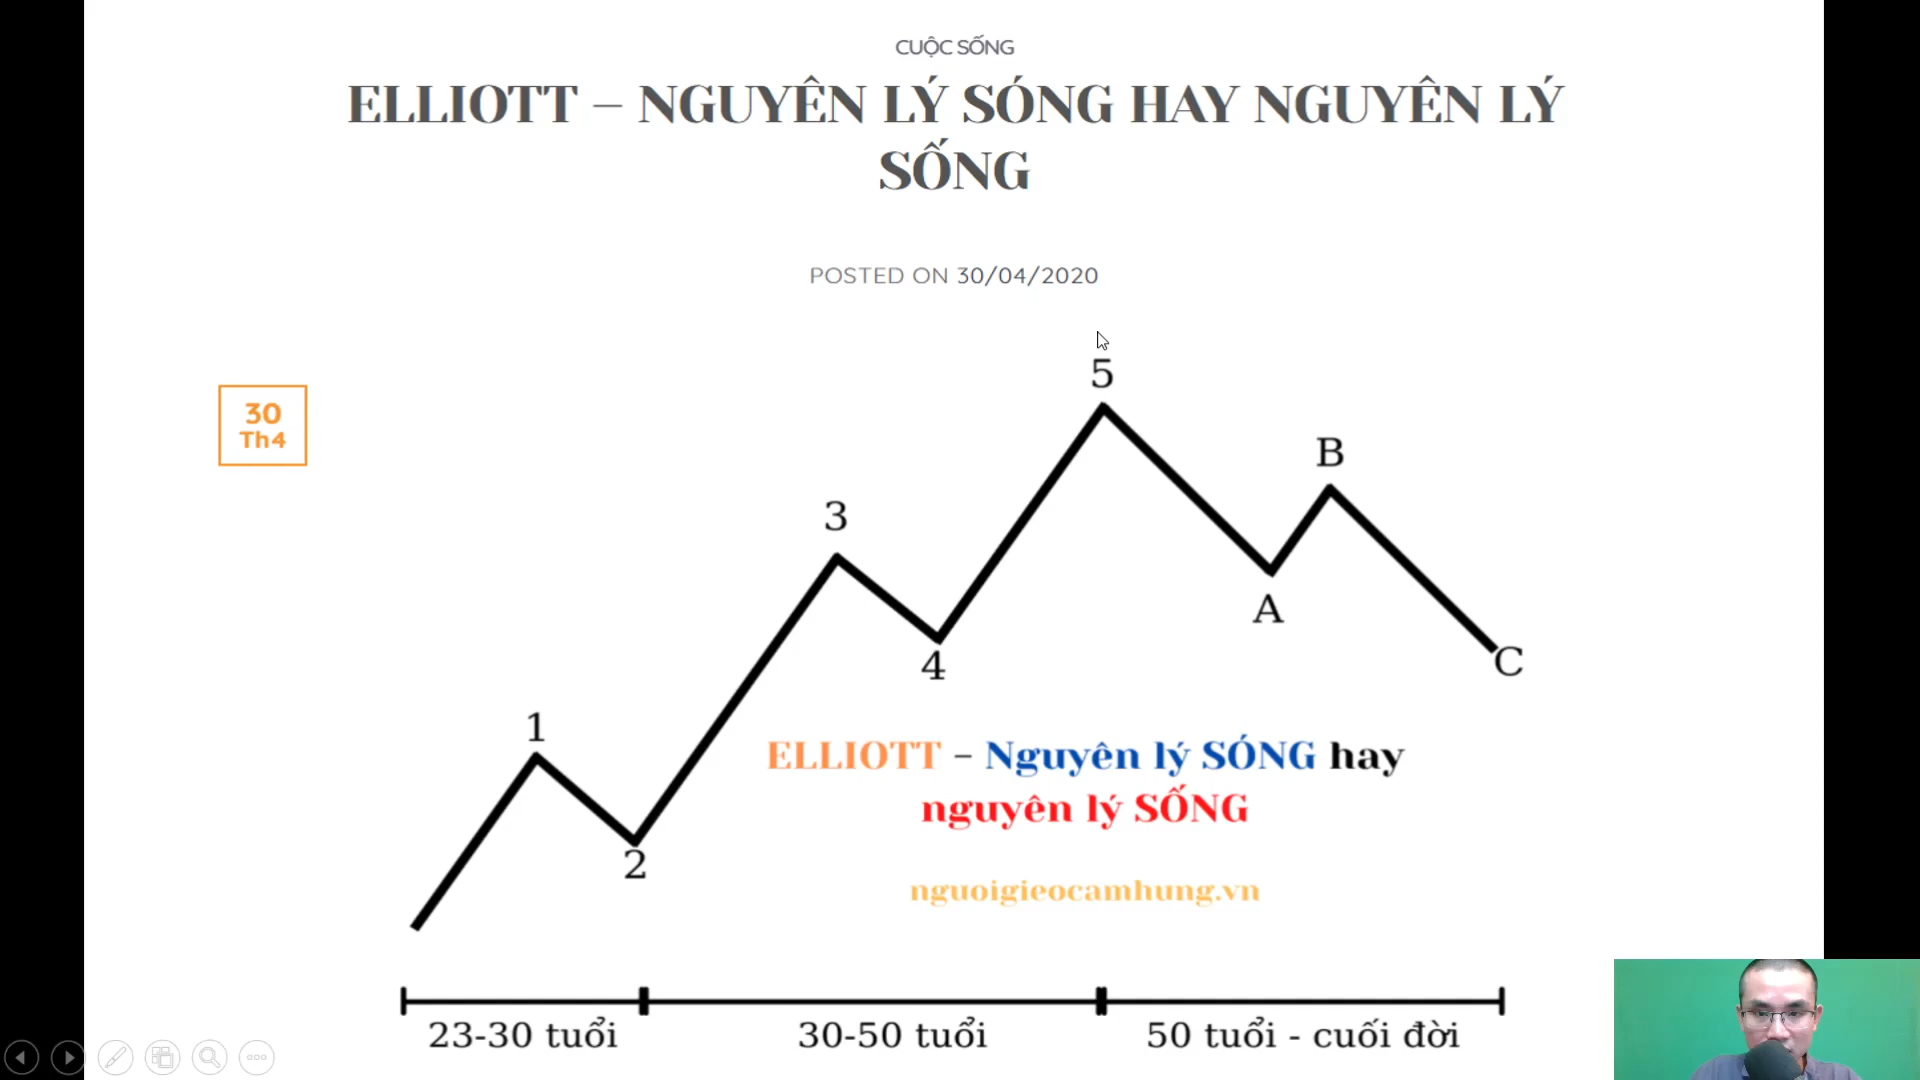 CUỘC SỐNG
ELLIOTT – NGUYÊN LÝ SÓNG HAY NGUYÊN LÝ
SỐNG
POSTED ON 30/04/2020
30
Th4
5
B
3
A
4
C
1
2
ELLIOTT – Nguyên lý SÓNG hay
nguyên lý SỐNG
nguoigieocamhung.vn
23-30 tuổi
30-50 tuổi
50 tuổi - cuối đời